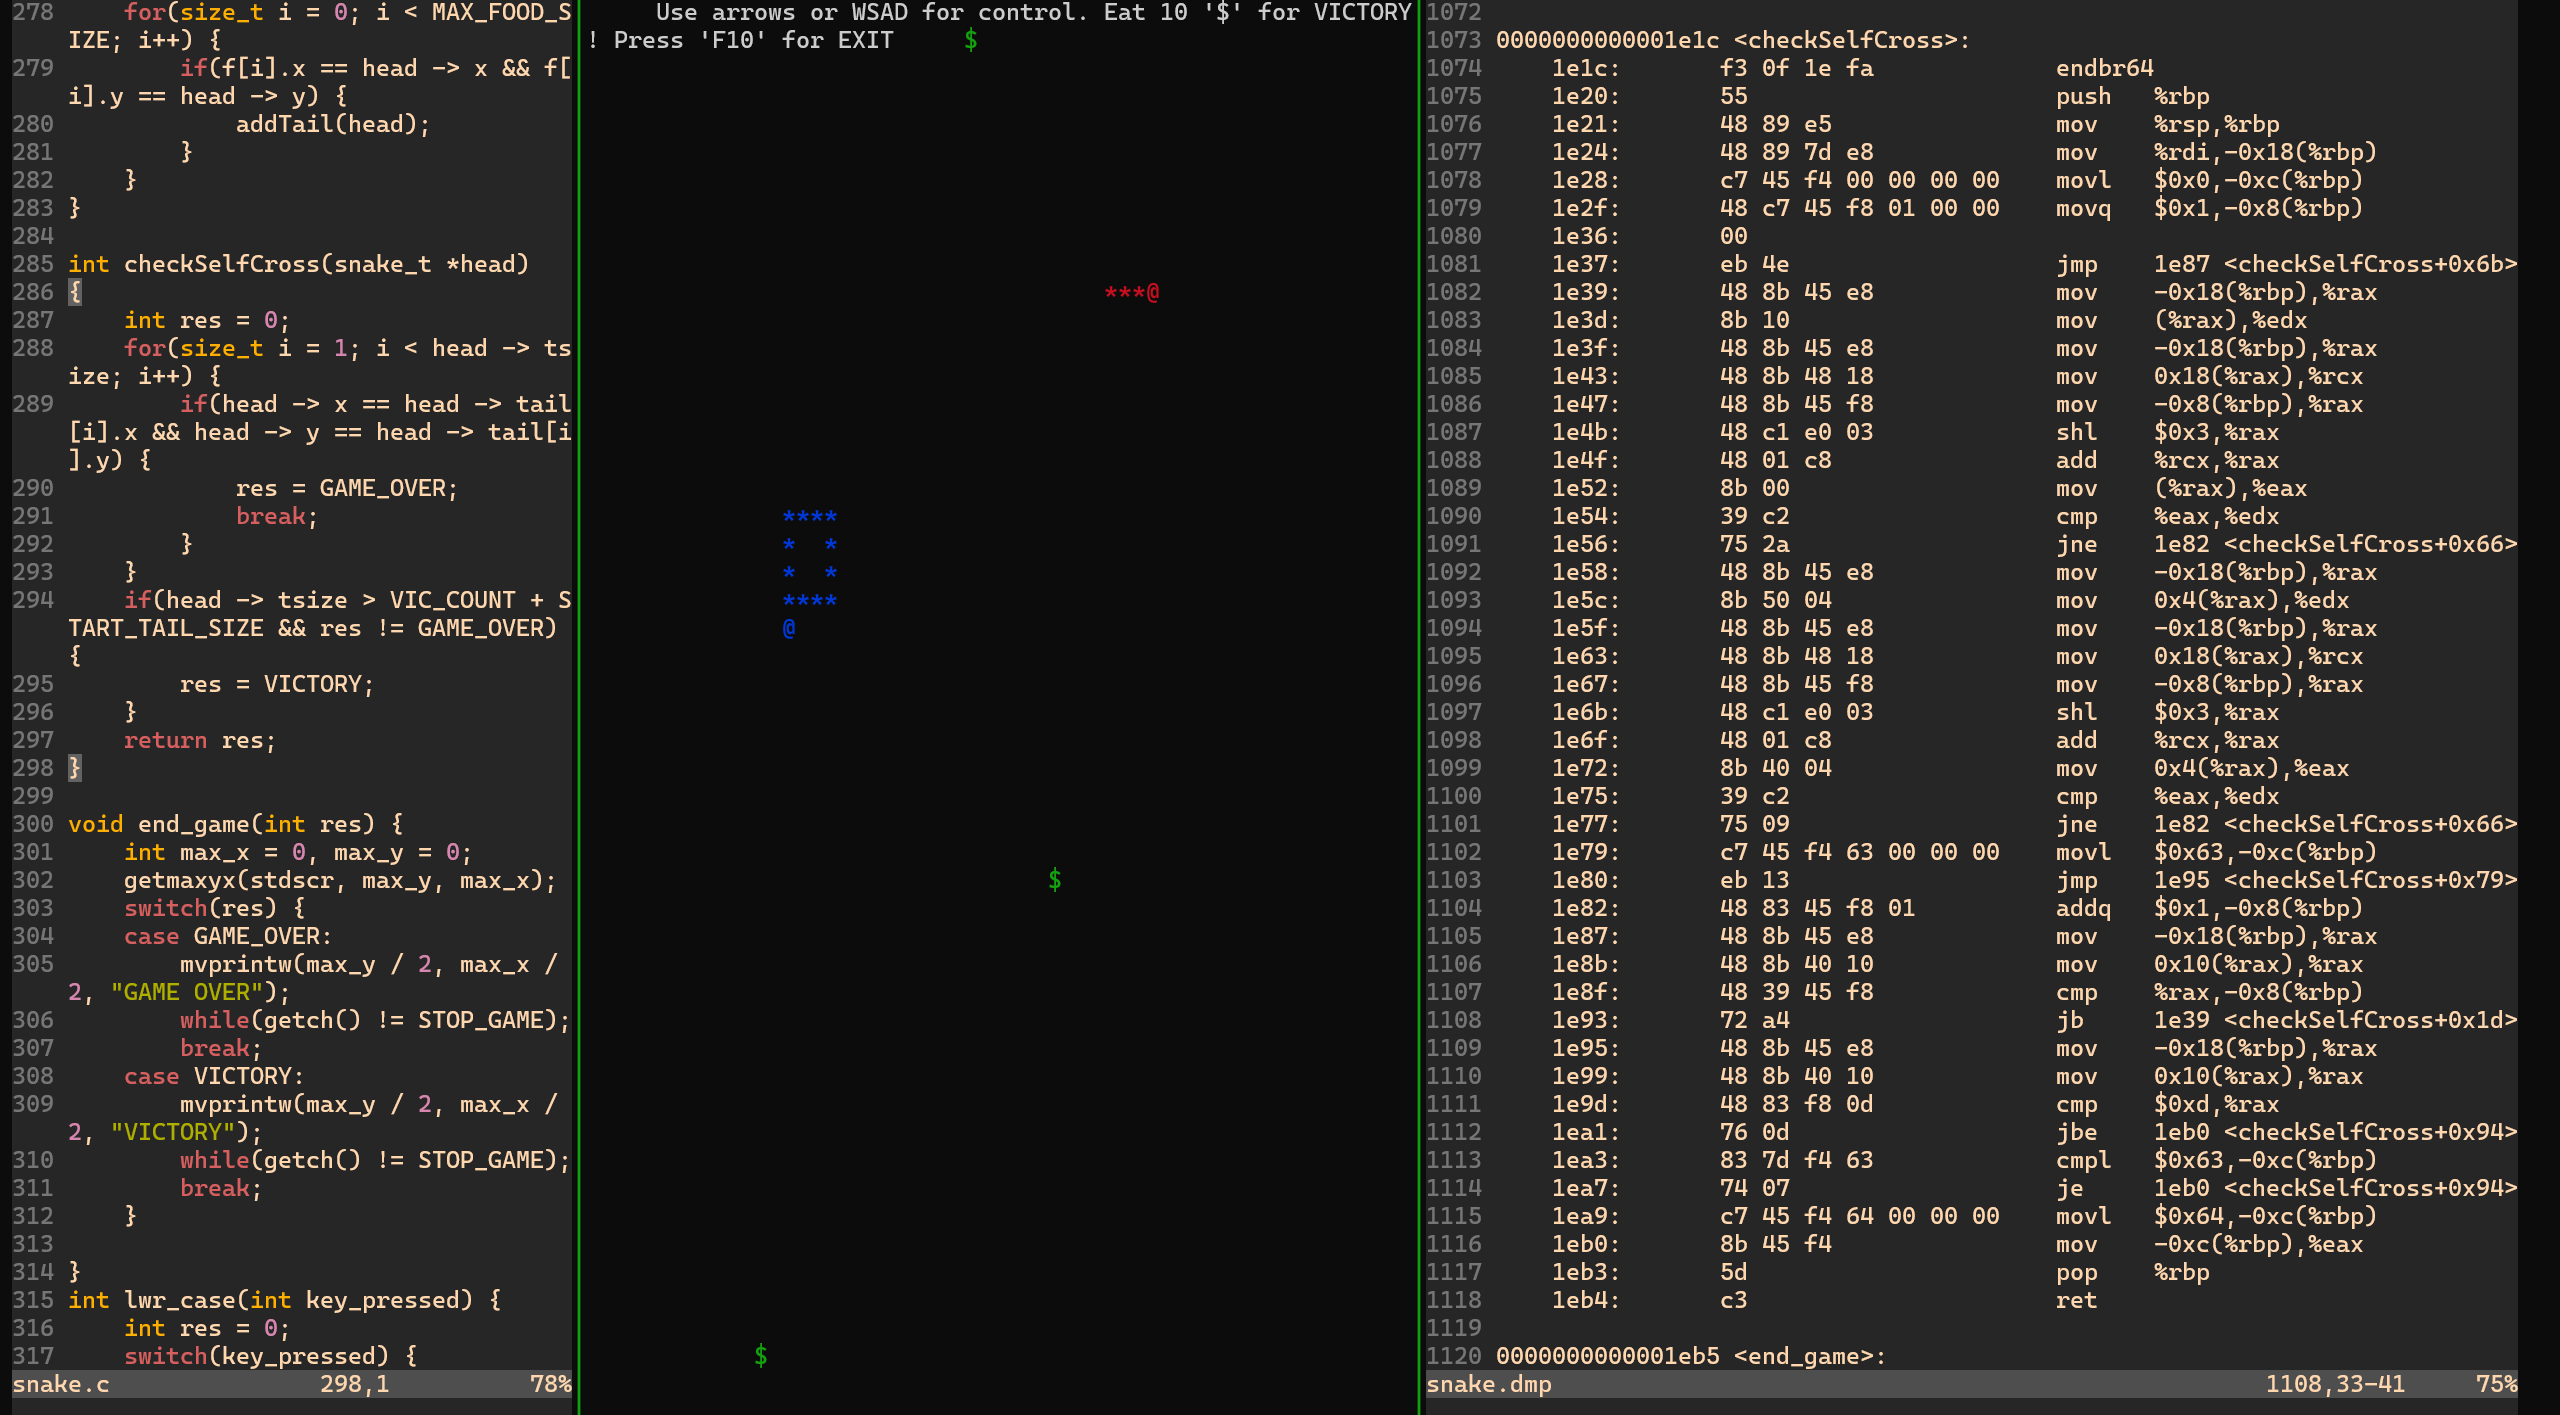 278     for(size_t i = 0; i < MAX_FOOD_S
    IZE; i++) {
279         if(f[i].x == head -> x && f[
    i].y == head -> y) {
280             addTail(head);
281         }
282     }
283 }
284
285 int checkSelfCross(snake_t *head)
286 {
287     int res = 0;
288     for(size_t i = 1; i < head -> ts
    ize; i++) {
289         if(head -> x == head -> tail
    [i].x && head -> y == head -> tail[i
    ].y) {
290             res = GAME_OVER;
291             break;
292         }
293     }
294     if(head -> tsize > VIC_COUNT + S
    TART_TAIL_SIZE && res != GAME_OVER)
    {
295         res = VICTORY;
296     }
297     return res;
298 }
299
300 void end_game(int res) {
301     int max_x = 0, max_y = 0;
302     getmaxyx(stdscr, max_y, max_x);
303     switch(res) {
304     case GAME_OVER:
305         mvprintw(max_y / 2, max_x /
    2, "GAME OVER");
306         while(getch() != STOP_GAME);
307         break;
308     case VICTORY:
309         mvprintw(max_y / 2, max_x /
    2, "VICTORY");
310         while(getch() != STOP_GAME);
311         break;
312     }
313
314 }
315 int lwr_case(int key_pressed) {
316     int res = 0;
317     switch(key_pressed) {
snake.c               298,1          78%
Use arrows or WSAD for control. Eat 10 '$' for VICTORY
! Press 'F10' for EXIT     $
***@
****
*  *
*  *
****
@
$
$
1072
1073 0000000000001e1c <checkSelfCross>:
1074     1e1c:       f3 0f 1e fa             endbr64
1075     1e20:       55                      push   %rbp
1076     1e21:       48 89 e5                mov    %rsp,%rbp
1077     1e24:       48 89 7d e8             mov    %rdi,-0x18(%rbp)
1078     1e28:       c7 45 f4 00 00 00 00    movl   $0x0,-0xc(%rbp)
1079     1e2f:       48 c7 45 f8 01 00 00    movq   $0x1,-0x8(%rbp)
1080     1e36:       00
1081     1e37:       eb 4e                   jmp    1e87 <checkSelfCross+0x6b>
1082     1e39:       48 8b 45 e8             mov    -0x18(%rbp),%rax
1083     1e3d:       8b 10                   mov    (%rax),%edx
1084     1e3f:       48 8b 45 e8             mov    -0x18(%rbp),%rax
1085     1e43:       48 8b 48 18             mov    0x18(%rax),%rcx
1086     1e47:       48 8b 45 f8             mov    -0x8(%rbp),%rax
1087     1e4b:       48 c1 e0 03             shl    $0x3,%rax
1088     1e4f:       48 01 c8                add    %rcx,%rax
1089     1e52:       8b 00                   mov    (%rax),%eax
1090     1e54:       39 c2                   cmp    %eax,%edx
1091     1e56:       75 2a                   jne    1e82 <checkSelfCross+0x66>
1092     1e58:       48 8b 45 e8             mov    -0x18(%rbp),%rax
1093     1e5c:       8b 50 04                mov    0x4(%rax),%edx
1094     1e5f:       48 8b 45 e8             mov    -0x18(%rbp),%rax
1095     1e63:       48 8b 48 18             mov    0x18(%rax),%rcx
1096     1e67:       48 8b 45 f8             mov    -0x8(%rbp),%rax
1097     1e6b:       48 c1 e0 03             shl    $0x3,%rax
1098     1e6f:       48 01 c8                add    %rcx,%rax
1099     1e72:       8b 40 04                mov    0x4(%rax),%eax
1100     1e75:       39 c2                   cmp    %eax,%edx
1101     1e77:       75 09                   jne    1e82 <checkSelfCross+0x66>
1102     1e79:       c7 45 f4 63 00 00 00    movl   $0x63,-0xc(%rbp)
1103     1e80:       eb 13                   jmp    1e95 <checkSelfCross+0x79>
1104     1e82:       48 83 45 f8 01          addq   $0x1,-0x8(%rbp)
1105     1e87:       48 8b 45 e8             mov    -0x18(%rbp),%rax
1106     1e8b:       48 8b 40 10             mov    0x10(%rax),%rax
1107     1e8f:       48 39 45 f8             cmp    %rax,-0x8(%rbp)
1108     1e93:       72 a4                   jb     1e39 <checkSelfCross+0x1d>
1109     1e95:       48 8b 45 e8             mov    -0x18(%rbp),%rax
1110     1e99:       48 8b 40 10             mov    0x10(%rax),%rax
1111     1e9d:       48 83 f8 0d             cmp    $0xd,%rax
1112     1ea1:       76 0d                   jbe    1eb0 <checkSelfCross+0x94>
1113     1ea3:       83 7d f4 63             cmpl   $0x63,-0xc(%rbp)
1114     1ea7:       74 07                   je     1eb0 <checkSelfCross+0x94>
1115     1ea9:       c7 45 f4 64 00 00 00    movl   $0x64,-0xc(%rbp)
1116     1eb0:       8b 45 f4                mov    -0xc(%rbp),%eax
1117     1eb3:       5d                      pop    %rbp
1118     1eb4:       c3                      ret
1119
1120 0000000000001eb5 <end_game>:
snake.dmp                                                   1108,33-41     75%